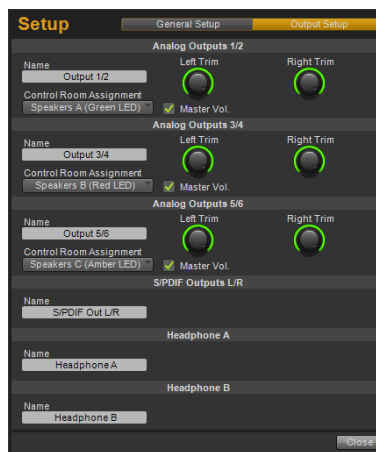 Setup
General Setup
Output Setup
Analog Outputs 1/2
Name
Left Trim
Right Trim
Output 1/2
Control Room Assignment
Speakers A (Green LED)
Master Vol.
Analog Outputs 3/4
Name
Left Trim
Right Trim
Output 3/4
Control Room Assignment
Speakers B (Red LED)
Master Vol.
Analog Outputs 5/6
Name
Left Trim
Right Trim
Output 5/6
Control Room Assignment
Speakers C (Amber LED)
Master Vol.
S/PDIF Outputs L/R
Name
S/PDIF Out L/R
Headphone A
Name
Headphone A
Headphone B
Name
Headphone B
Close